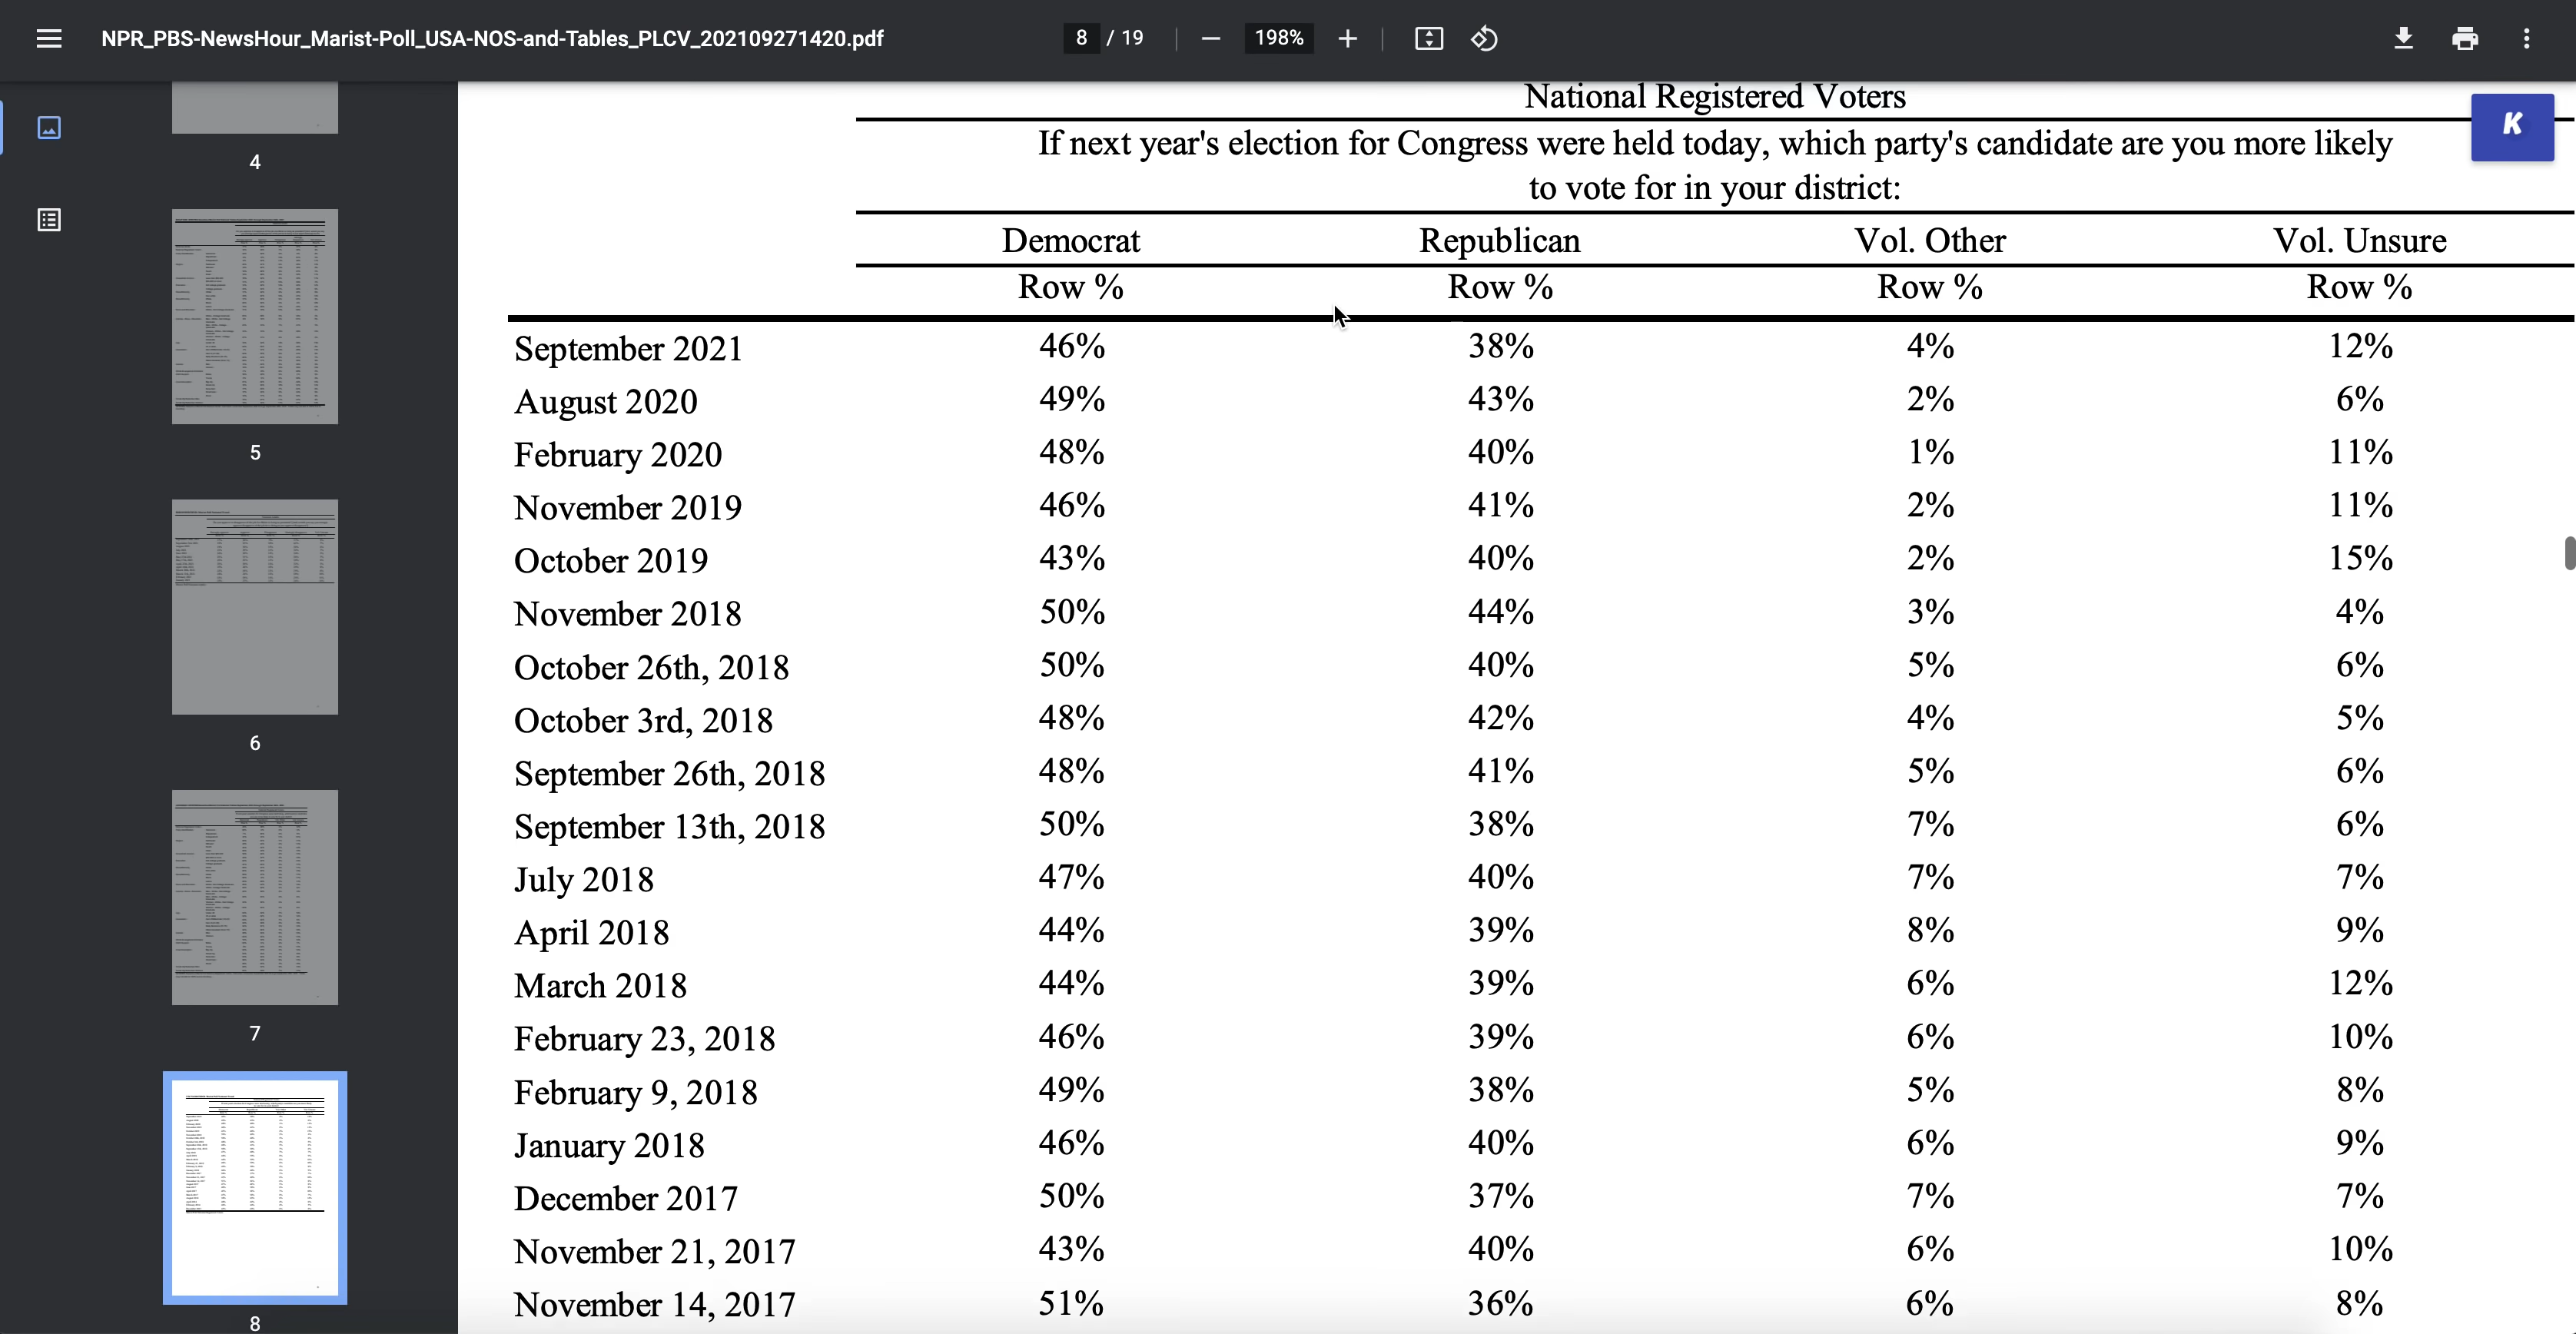 NPR_PBS-NewsHour_Marist-Poll_USA-NOS-and-Tables_PLCV_202109271420.pdf 8 / 19 198%
4
5
6
7
8
K
National Registered Voters
If next year's election for Congress were held today, which party's candidate are you more likely
to vote for in your district:
Democrat Republican Vol. Other Vol. Unsure
Row % Row % Row % Row %
September 2021 46% 38% 4% 12%
August 2020 49% 43% 2% 6%
February 2020 48% 40% 1% 11%
November 2019 46% 41% 2% 11%
October 2019 43% 40% 2% 15%
November 2018 50% 44% 3% 4%
October 26th, 2018 50% 40% 5% 6%
October 3rd, 2018 48% 42% 4% 5%
September 26th, 2018 48% 41% 5% 6%
September 13th, 2018 50% 38% 7% 6%
July 2018 47% 40% 7% 7%
April 2018 44% 39% 8% 9%
March 2018 44% 39% 6% 12%
February 23, 2018 46% 39% 6% 10%
February 9, 2018 49% 38% 5% 8%
January 2018 46% 40% 6% 9%
December 2017 50% 37% 7% 7%
November 21, 2017 43% 40% 6% 10%
November 14, 2017 51% 36% 6% 8%